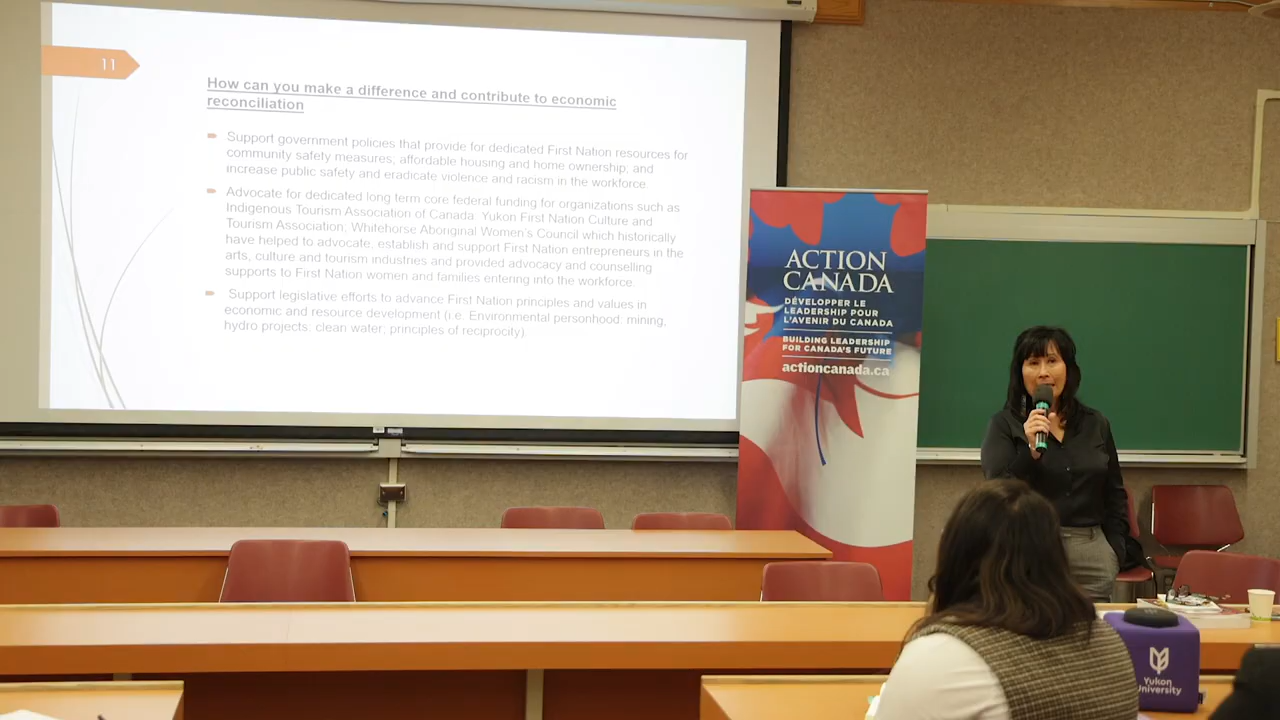 11
How can you make a difference and contribute to economic
reconciliation
Support government policies that provide for dedicated First Nation resources for
community safety measures; affordable housing and home ownership; and
increase public safety and eradicate violence and racism in the workforce.
Advocate for dedicated long term core federal funding for organizations such as
Indigenous Tourism Association of Canada. Yukon First Nation Culture and
Tourism Association; Whitehorse Aboriginal Women's Council which historically
have helped to advocate, establish and support First Nation entrepreneurs in the
arts, culture and tourism industries and provided advocacy and counselling
supports to First Nation women and families entering into the workforce.
Support legislative efforts to advance First Nation principles and values in
economic and resource development (i.e. Environmental personhood: mining,
hydro projects: clean water; principles of reciprocity).
ACTION
CANADA
DÉVELOPPER LE
LEADERSHIP POUR
L'AVENIR DU CANADA
BUILDING LEADERSHIP
FOR CANADA'S FUTURE
actioncanada.ca
Yukon
University